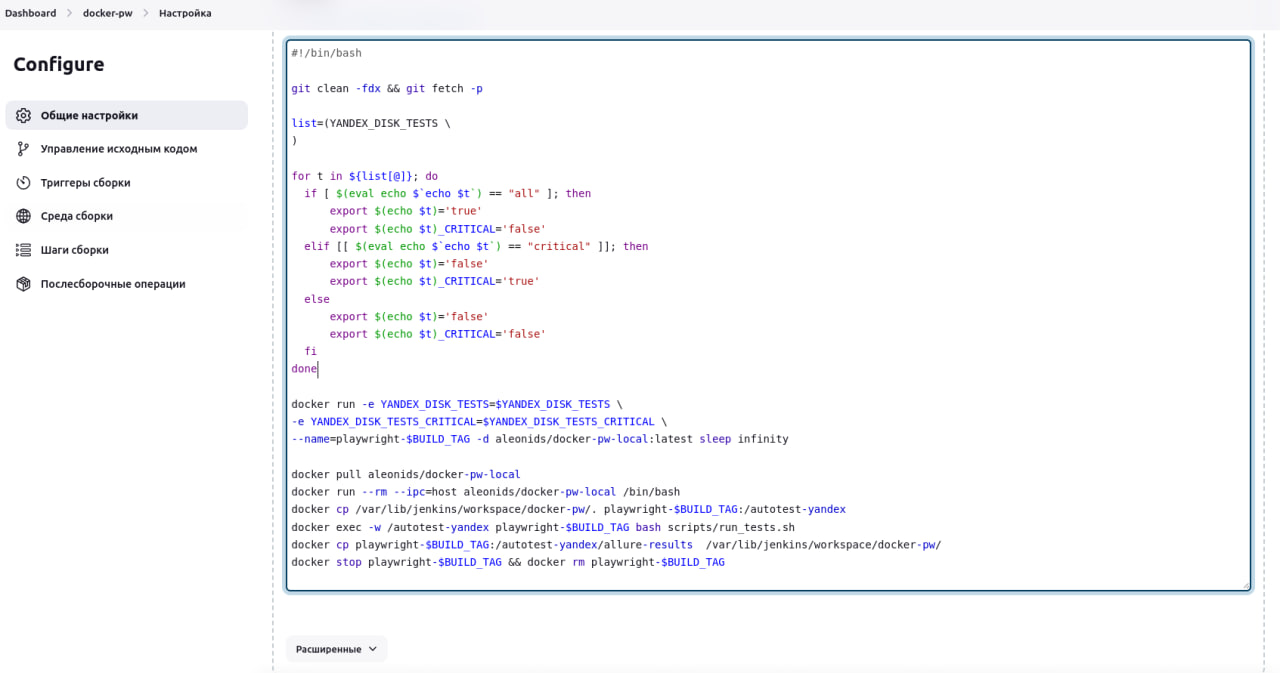 Dashboard > docker-pw > Настройка
Configure
Общие настройки
Управление исходным кодом
Триггеры сборки
Среда сборки
Шаги сборки
Послесборочные операции
#!/bin/bash
git clean -fdx && git fetch -p
list=(YANDEX_DISK_TESTS \
)
for t in ${list[@]}; do
  if [ $(eval echo $`echo $t`) == "all" ]; then
      export $(echo $t)='true'
      export $(echo $t)_CRITICAL='false'
  elif [[ $(eval echo $`echo $t`) == "critical" ]]; then
      export $(echo $t)='false'
      export $(echo $t)_CRITICAL='true'
  else
      export $(echo $t)='false'
      export $(echo $t)_CRITICAL='false'
  fi
done
docker run -e YANDEX_DISK_TESTS=$YANDEX_DISK_TESTS \
-e YANDEX_DISK_TESTS_CRITICAL=$YANDEX_DISK_TESTS_CRITICAL \
--name=playwright-$BUILD_TAG -d aleonids/docker-pw-local:latest sleep infinity
docker pull aleonids/docker-pw-local
docker run --rm --ipc=host aleonids/docker-pw-local /bin/bash
docker cp /var/lib/jenkins/workspace/docker-pw/. playwright-$BUILD_TAG:/autotest-yandex
docker exec -w /autotest-yandex playwright-$BUILD_TAG bash scripts/run_tests.sh
docker cp playwright-$BUILD_TAG:/autotest-yandex/allure-results  /var/lib/jenkins/workspace/docker-pw/
docker stop playwright-$BUILD_TAG && docker rm playwright-$BUILD_TAG
Расширенные